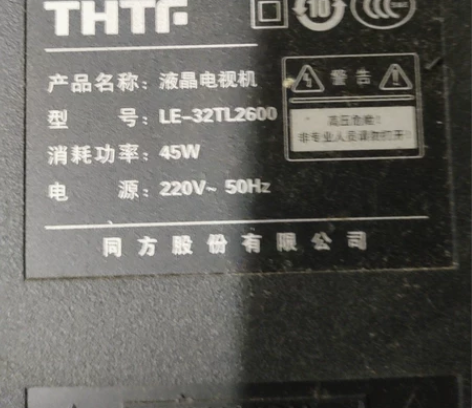 THTF
10
CCC
产品名称：液晶电视机
警告
型 号：LE-32TL2600
高压危险！
非专业人员请勿打开！
消耗功率：45W
电 源：220V~ 50Hz
同方股份有限公司